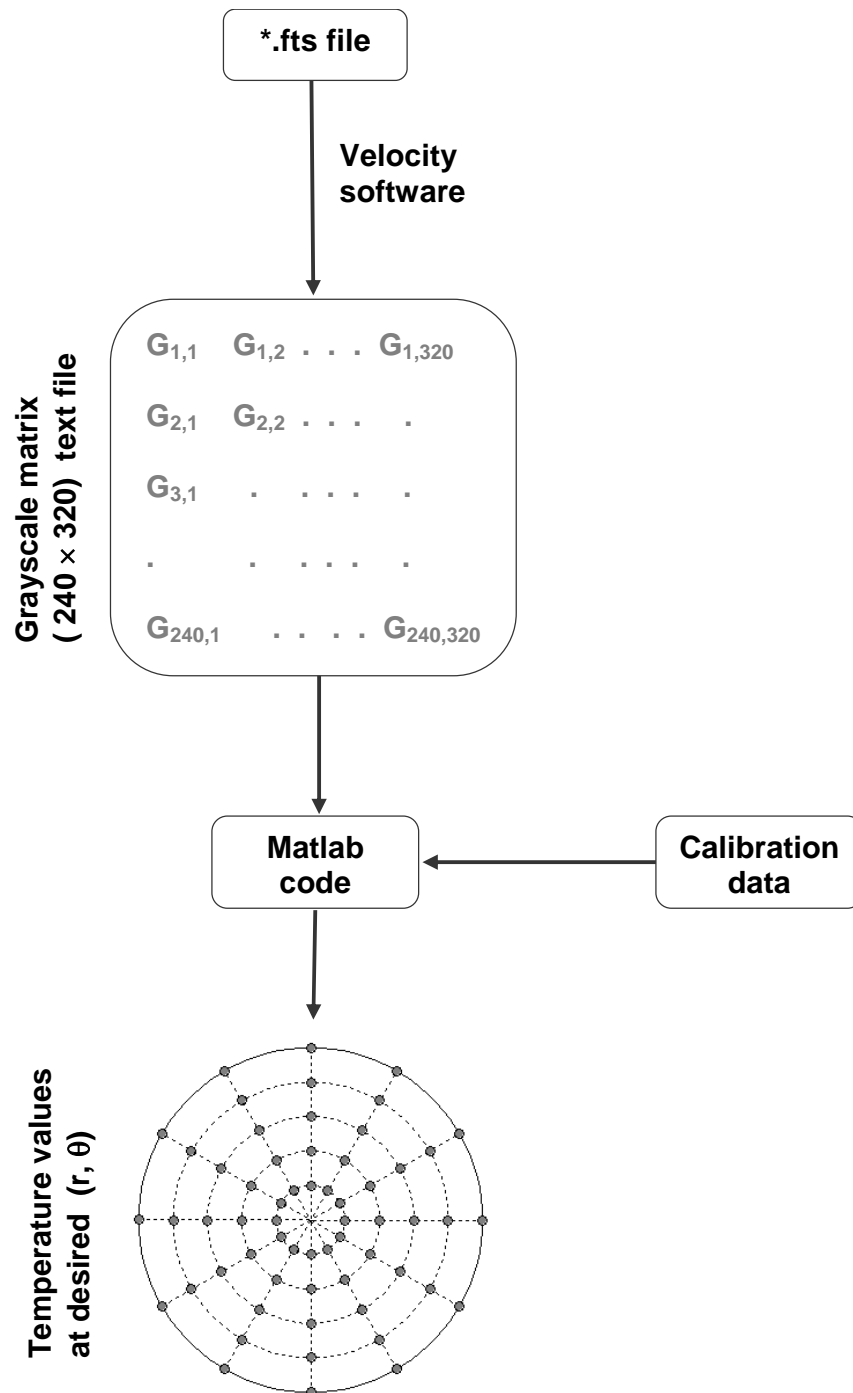 *.fts file
Velocity
software
Grayscale matrix
( 240 × 320) text file
G1,1 G1,2 . . . G1,320
G2,1 G2,2 . . . .
G3,1 . . . . .
. . . . . .
G240,1 . . . . G240,320
Matlab
code
Calibration
data
Temperature values
at desired (r, θ)